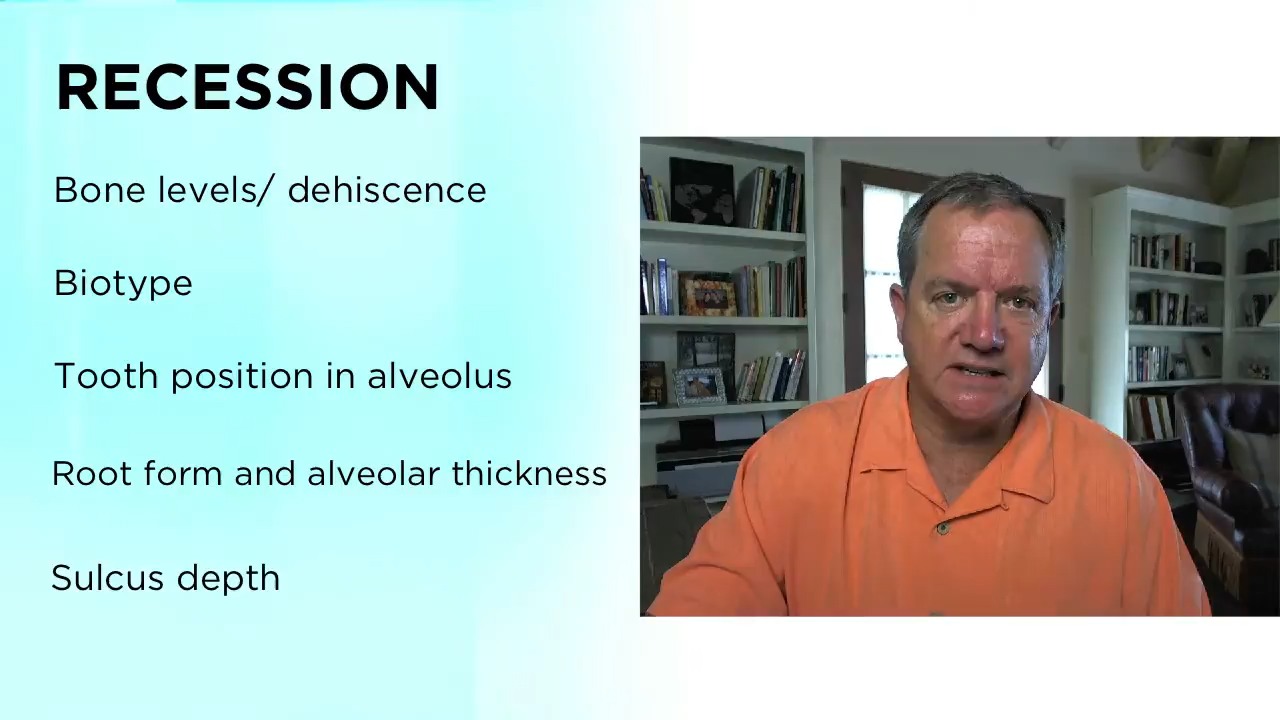 RECESSION
Bone levels/ dehiscence
Biotype
Tooth position in alveolus
Root form and alveolar thickness
Sulcus depth